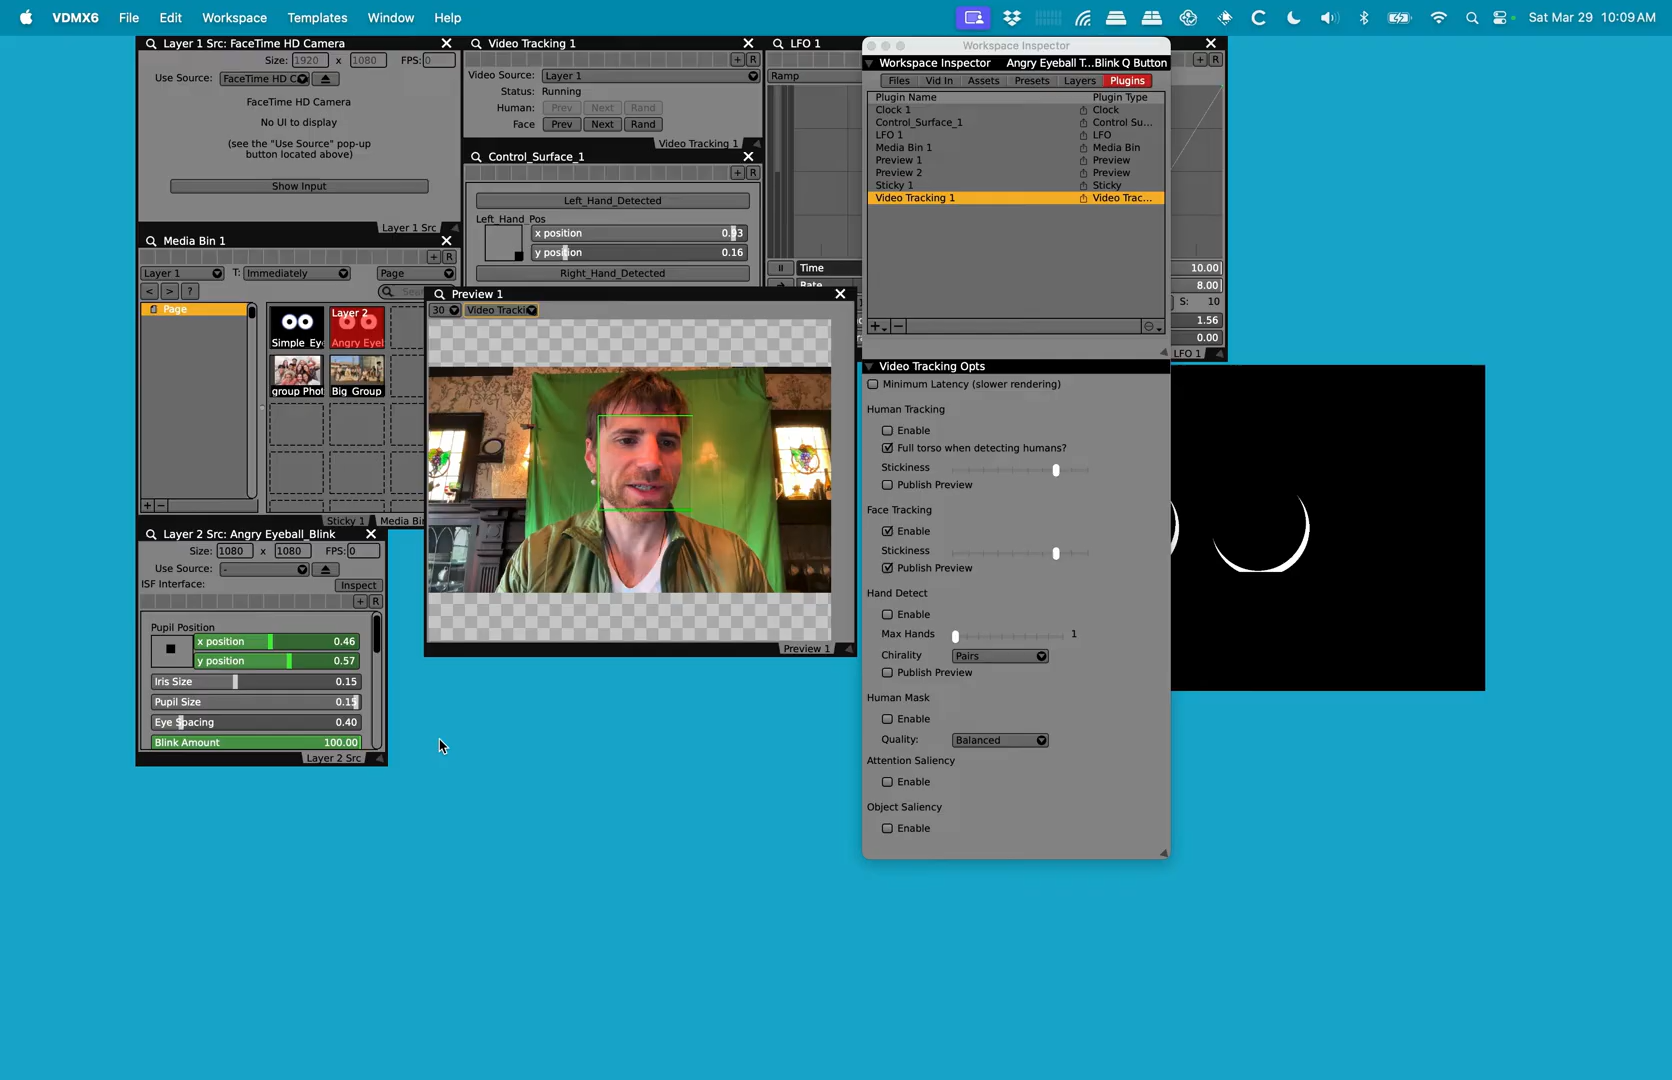 VDMX6 File Edit Workspace Templates Window Help Sat Mar 29 10:09 AM
Layer 1 Src: FaceTime HD Camera
Size: 1920 x 1080 FPS: 0
Use Source: FaceTime HD C
FaceTime HD Camera
No UI to display
(see the "Use Source" pop-up
button located above)
Show Input
Layer 1 Src
Media Bin 1
+ R
Layer 1 T: Immediately Page
< > ?
Page
Layer 2
Simple Ey Angry Eyel
group Phot Big_Group
+ −
Sticky 1 Media Bi
Layer 2 Src: Angry Eyeball_Blink
Size: 1080 x 1080 FPS: 0
Use Source: -
ISF Interface: Inspect
+ R
Pupil Position
x position 0.46
y position 0.57
Iris Size 0.15
Pupil Size 0.15
Eye Spacing 0.40
Blink Amount 100.00
Layer 2 Src
Video Tracking 1
+ R
Video Source: Layer 1
Status: Running
Human: Prev Next Rand
Face Prev Next Rand
Video Tracking 1
Control_Surface_1
+ R
Left_Hand_Detected
Left_Hand_Pos
x position 0.93
y position 0.16
Right_Hand_Detected
Preview 1
30 Video Tracki
Preview 1
LFO 1
+ R
Ramp
Time 10.00
Rate 8.00
S: 10
1.56
0.00
LFO 1
Workspace Inspector
Workspace Inspector Angry Eyeball T...Blink Q Button
Files Vid In Assets Presets Layers Plugins
Plugin Name Plugin Type
Clock 1 Clock
Control_Surface_1 Control Su...
LFO 1 LFO
Media Bin 1 Media Bin
Preview 1 Preview
Preview 2 Preview
Sticky 1 Sticky
Video Tracking 1 Video Trac...
+ −
Video Tracking Opts
Minimum Latency (slower rendering)
Human Tracking
Enable
Full torso when detecting humans?
Stickiness
Publish Preview
Face Tracking
Enable
Stickiness
Publish Preview
Hand Detect
Enable
Max Hands 1
Chirality Pairs
Publish Preview
Human Mask
Enable
Quality: Balanced
Attention Saliency
Enable
Object Saliency
Enable